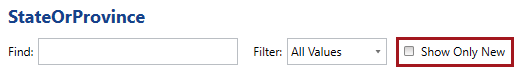 StateOrProvince
Find: Filter: All Values Show Only New